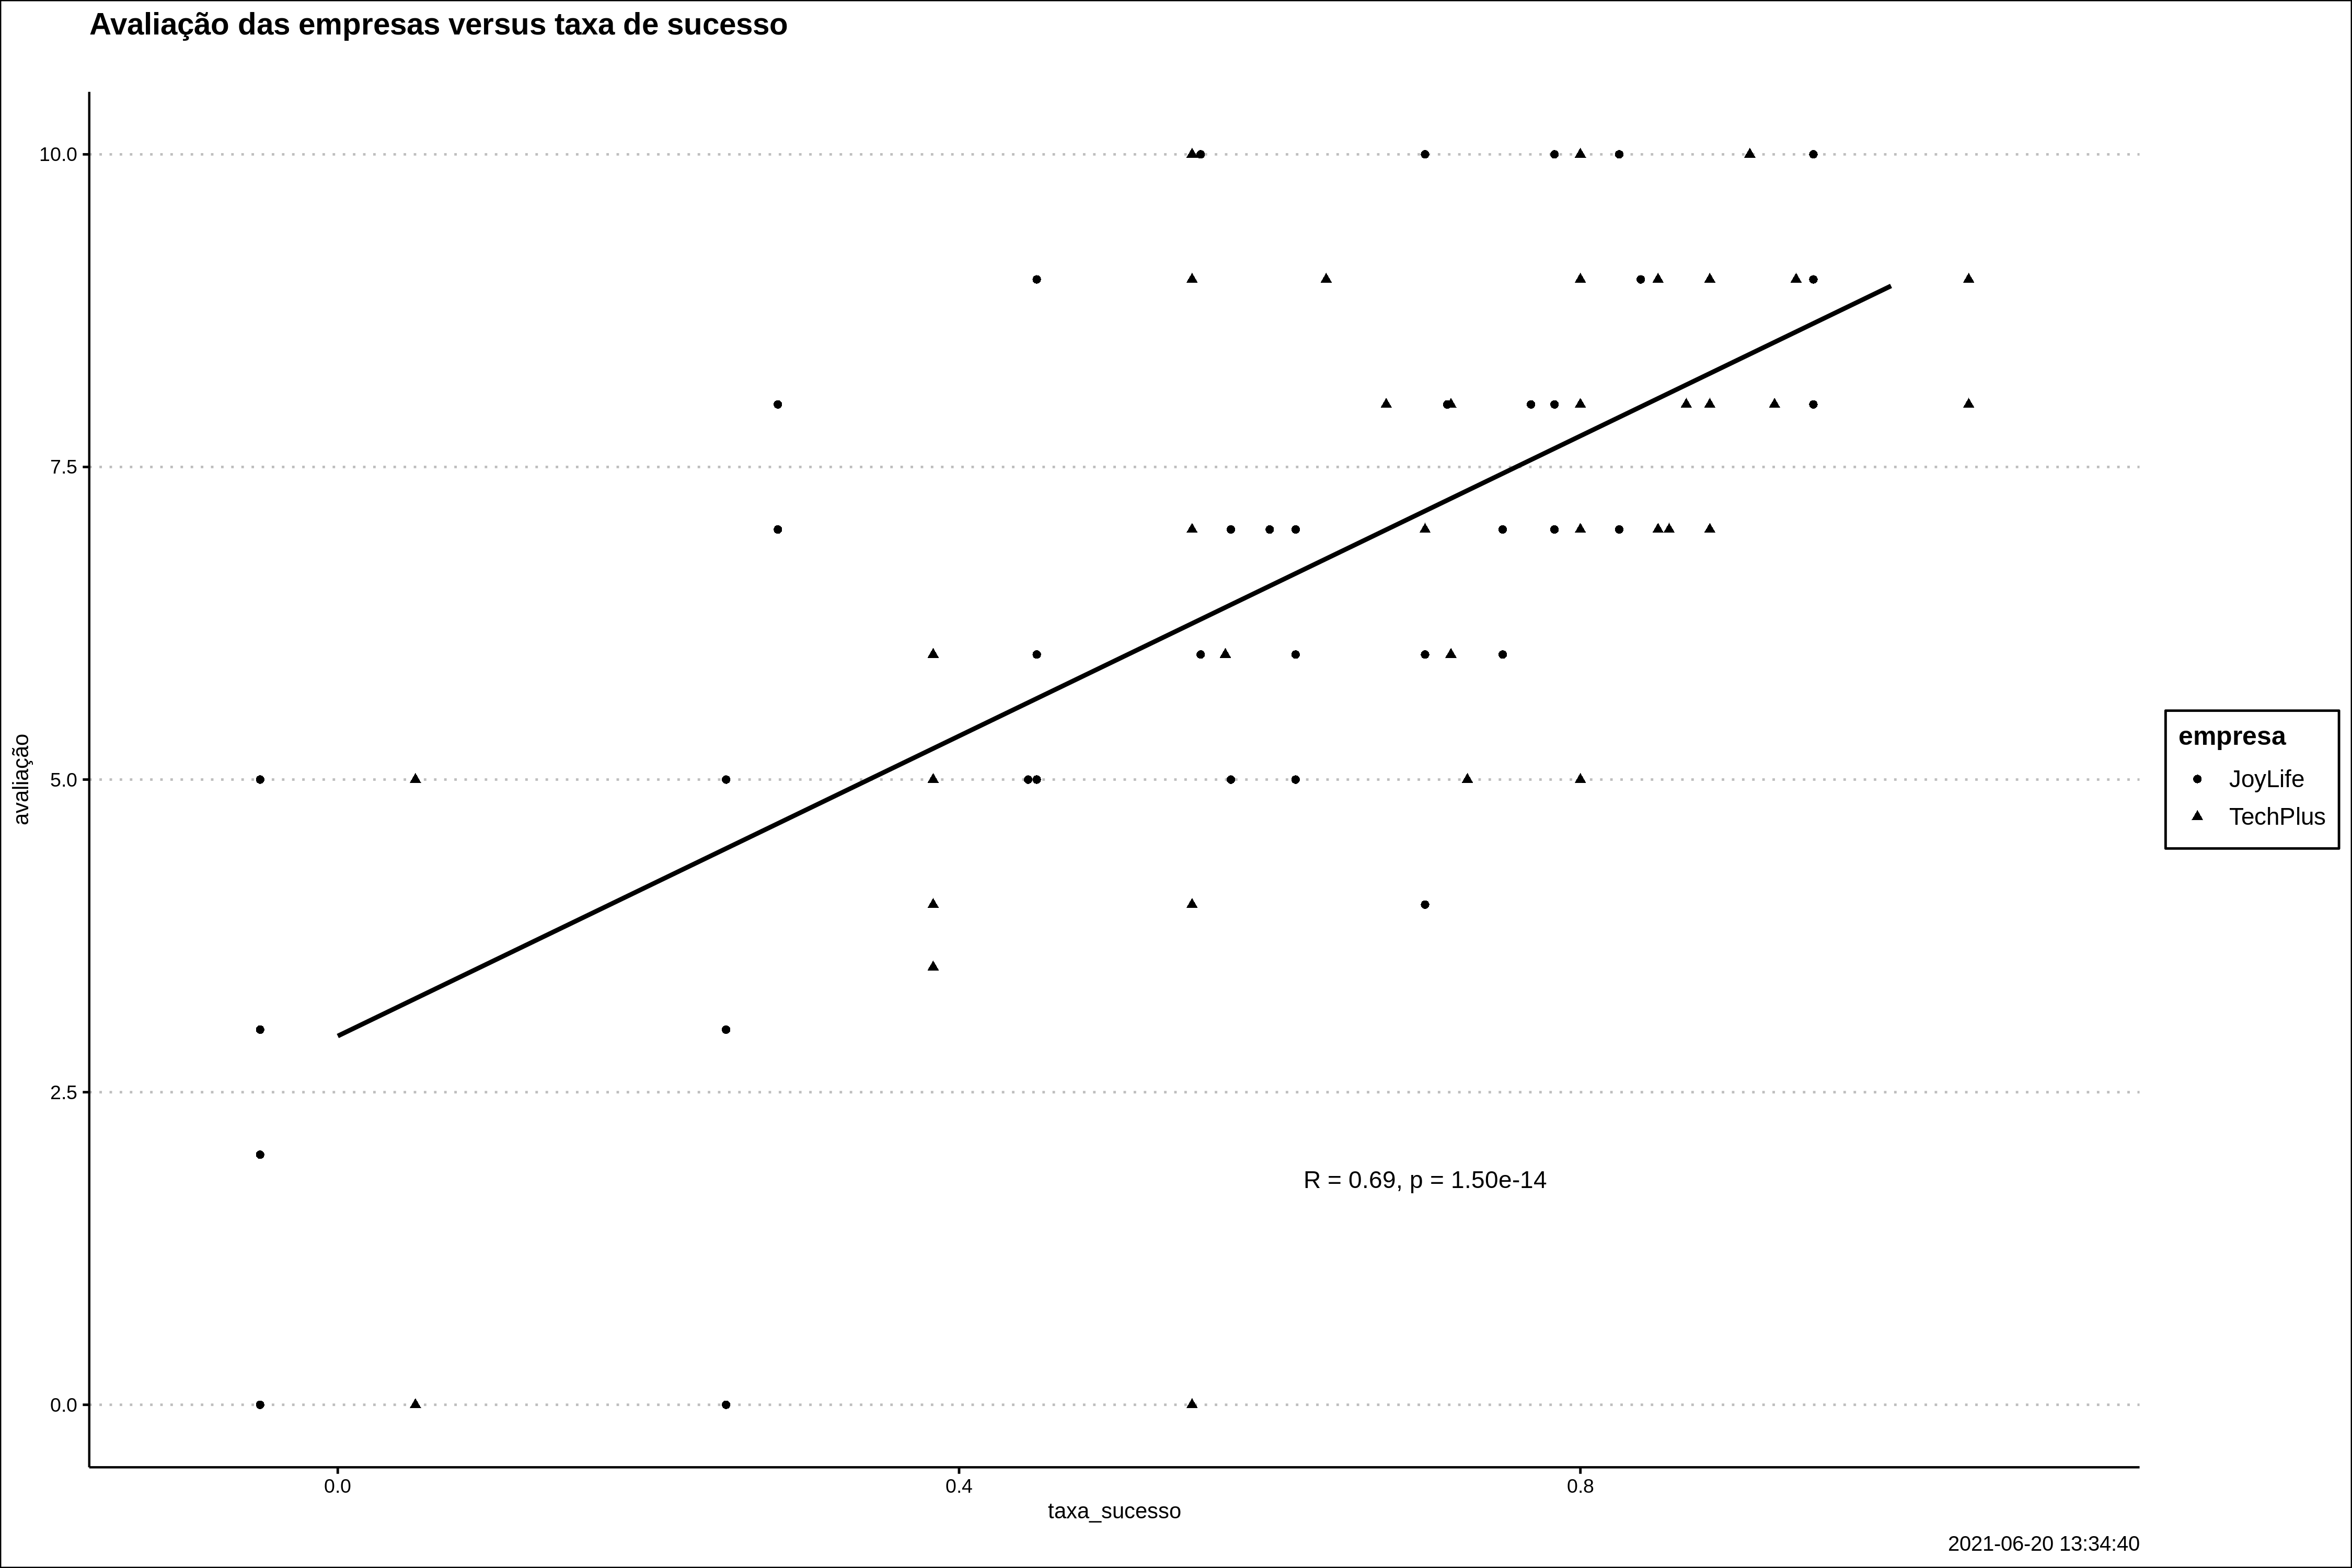 Avaliação das empresas versus taxa de sucesso
10.0
7.5
5.0
2.5
0.0
avaliação
R = 0.69, p = 1.50e-14
empresa
JoyLife
TechPlus
0.0 0.4 0.8
taxa_sucesso
2021-06-20 13:34:40